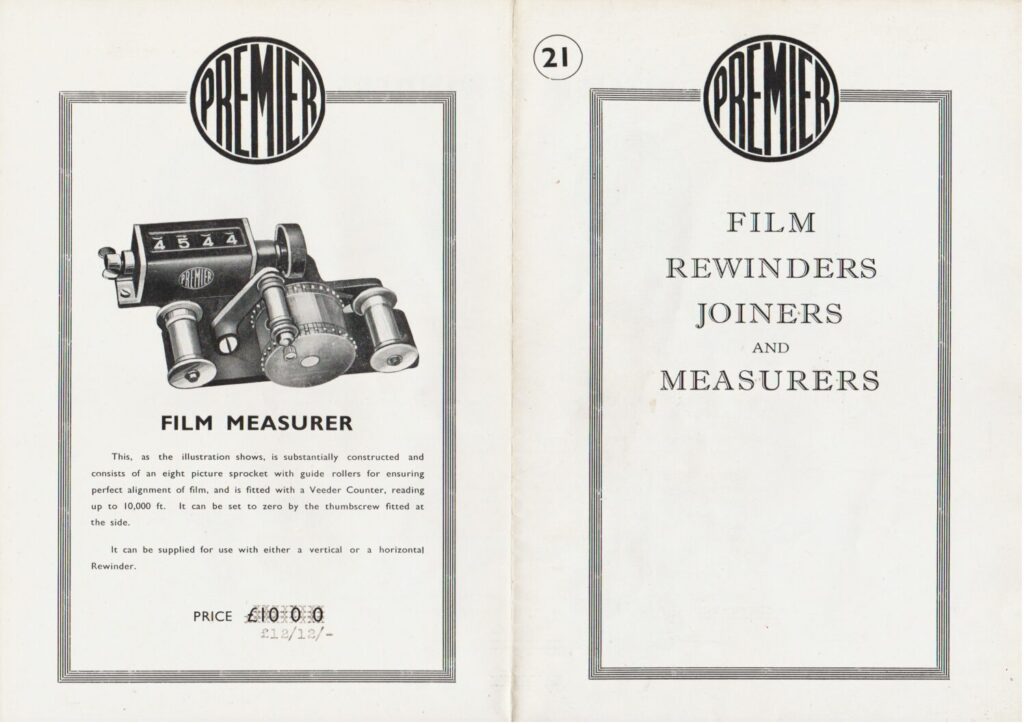 PREMIER
4 5 4 4
PREMIER
FILM MEASURER
This, as the illustration shows, is substantially constructed and
consists of an eight picture sprocket with guide rollers for ensuring
perfect alignment of film, and is fitted with a Veeder Counter, reading
up to 10,000 ft. It can be set to zero by the thumbscrew fitted at
the side.
It can be supplied for use with either a vertical or a horizontal
Rewinder.
PRICE £10 0 0
£12/12/-
21
PREMIER
FILM
REWINDERS
JOINERS
AND
MEASURERS